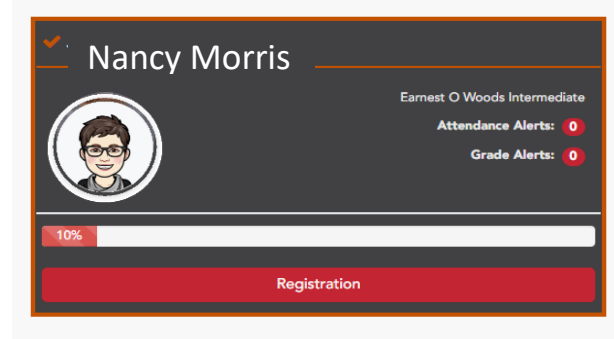 Nancy Morris
Earnest O Woods Intermediate
Attendance Alerts: 0
Grade Alerts: 0
10%
Registration